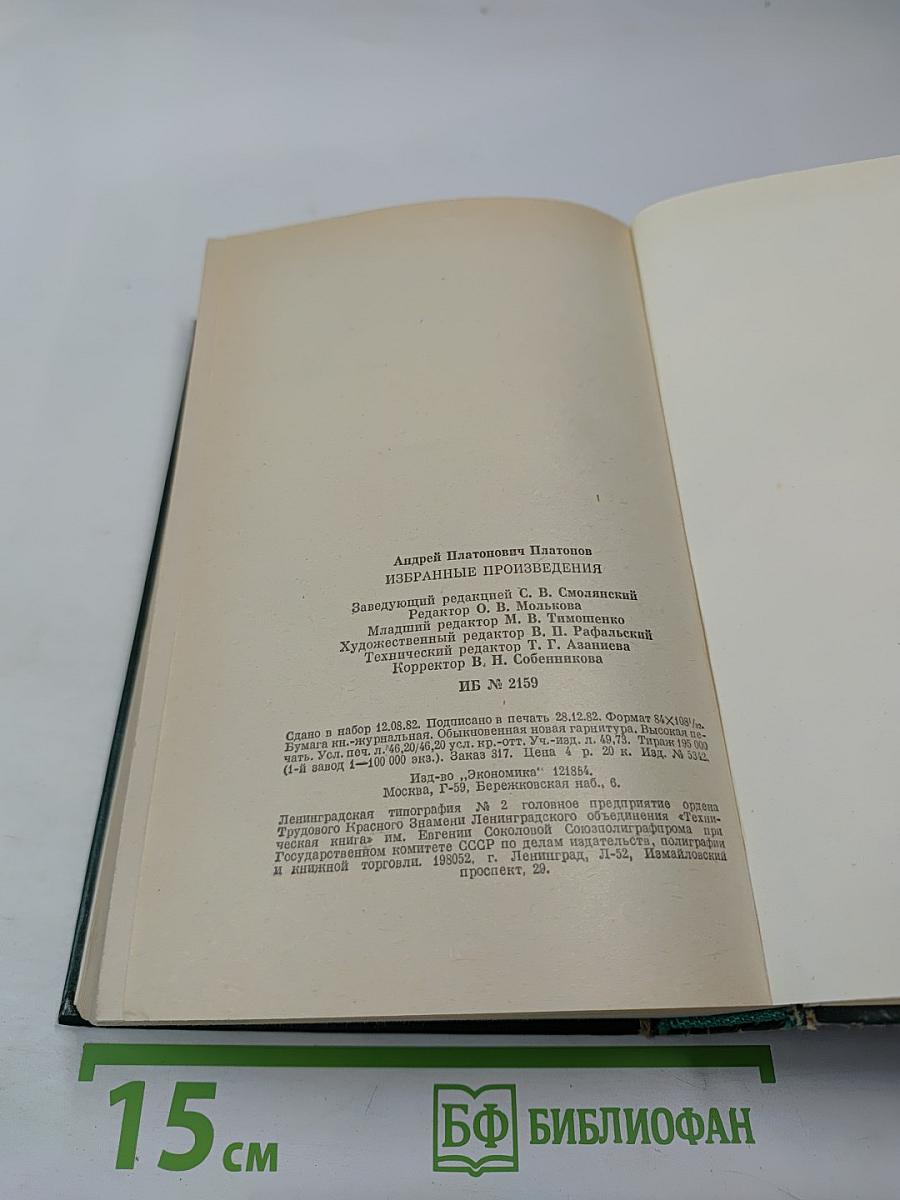 Андрей Платонович Платонов
ИЗБРАННЫЕ ПРОИЗВЕДЕНИЯ
Заведующий редакцией С. В. Смолянский
Редактор О. В. Молькова
Младший редактор М. В. Тимошенко
Художественный редактор В. П. Рафальский
Технический редактор Т. Г. Азаниева
Корректор В. Н. Собенникова
ИБ № 2159
Сдано в набор 12.08.82. Подписано в печать 28.12.82. Формат 84×108¹/₃₂.
Бумага кн.-журнальная. Обыкновенная новая гарнитура. Высокая пе-
чать. Усл. печ. л. 46,20/46,20 усл. кр.-отт. Уч.-изд. л. 49,73. Тираж 195 000
(1-й завод 1—100 000 экз.). Заказ 317. Цена 4 р. 20 к. Изд. № 5342.
Изд-во „Экономика“ 121864.
Москва, Г-59, Бережковская наб., 6.
Ленинградская типография № 2 головное предприятие ордена
Трудового Красного Знамени Ленинградского объединения «Техни-
ческая книга» им. Евгении Соколовой Союзполиграфпрома при
Государственном комитете СССР по делам издательств, полиграфии
и книжной торговли. 198052, г. Ленинград, Л-52, Измайловский
проспект, 29.
15 см
БФ БИБЛИОФАН